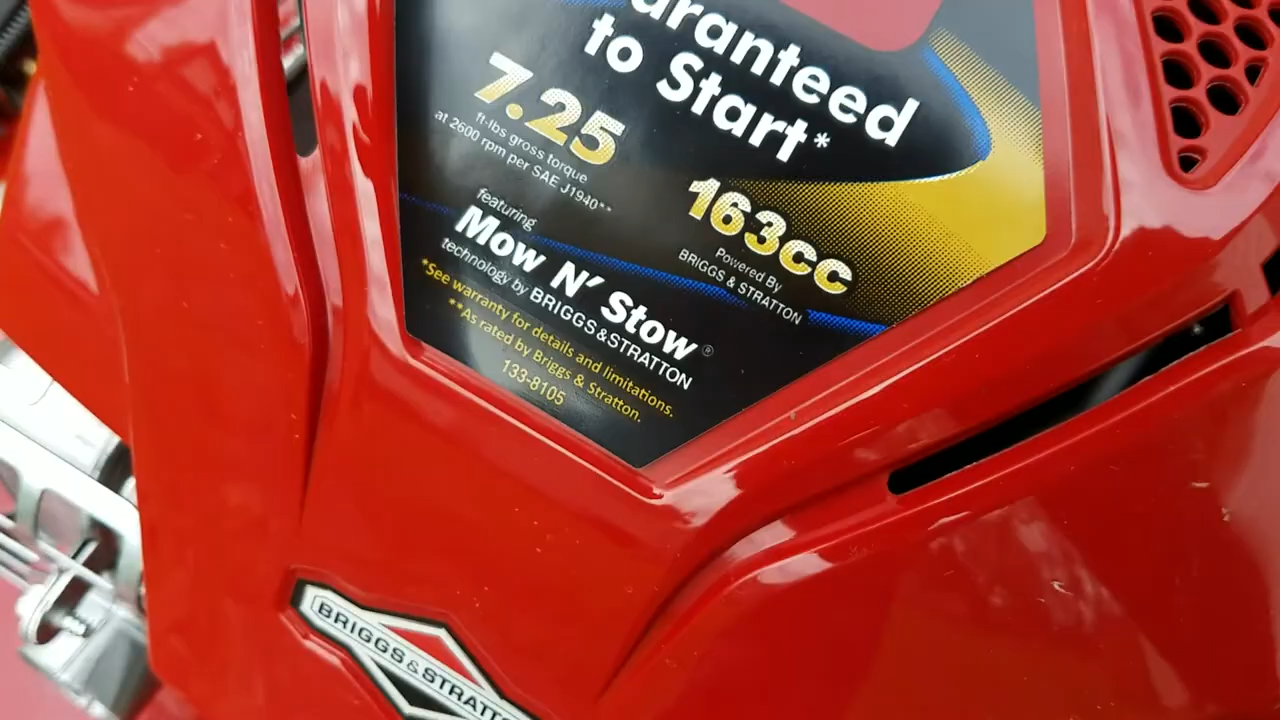 to Start*
7.25
ft-lbs gross torque
at 2600 rpm per SAE J1940**
163cc
Powered By
BRIGGS & STRATTON
featuring
Mow N' Stow®
technology by BRIGGS&STRATTON
*See warranty for details and limitations.
**As rated by Briggs & Stratton.
133-8105
BRIGGS&